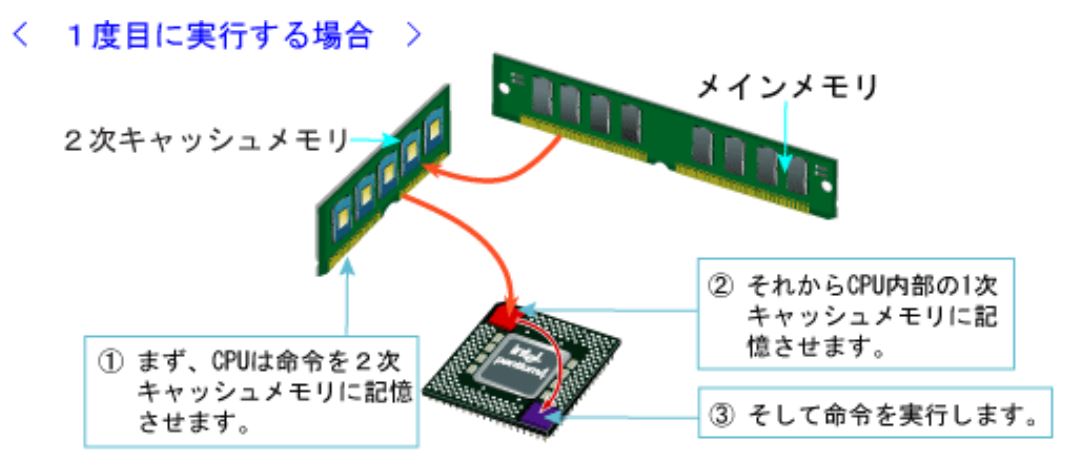 〈　１度目に実行する場合　〉
メインメモリ
２次キャッシュメモリ
② それからCPU内部の1次
キャッシュメモリに記
憶させます。
① まず、CPUは命令を２次
キャッシュメモリに記憶
させます。
intel
pentium
③ そして命令を実行します。